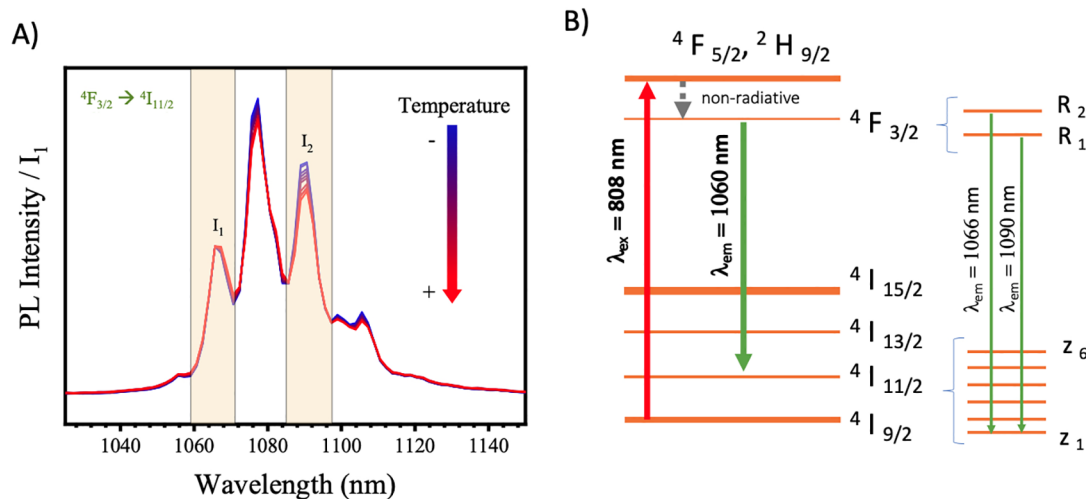 A)
⁴F₃/₂ → ⁴I₁₁/₂
Temperature
-
+
I₁
I₂
PL Intensity / I₁
1040 1060 1080 1100 1120 1140
Wavelength (nm)
B)
⁴F₅/₂, ²H₉/₂
non-radiative
⁴F₃/₂
λex = 808 nm
λem = 1060 nm
⁴I₁₅/₂
⁴I₁₃/₂
⁴I₁₁/₂
⁴I₉/₂
R₂
R₁
λem = 1066 nm
λem = 1090 nm
z₆
z₁